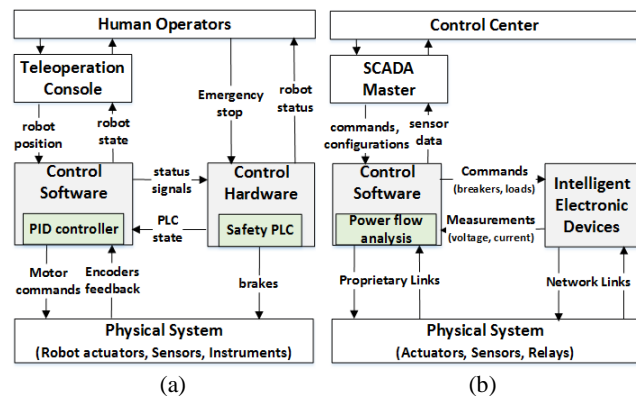 Human Operators
Teleoperation
Console
Emergency
stop
robot
status
robot
position
robot
state
Control
Software
PID controller
status
signals
PLC
state
Control
Hardware
Safety PLC
Motor
commands
Encoders
feedback
brakes
Physical System
(Robot actuators, Sensors, Instruments)
(a)
Control Center
SCADA
Master
commands,
configurations
sensor
data
Control
Software
Power flow
analysis
Commands
(breakers, loads)
Measurements
(voltage, current)
Intelligent
Electronic
Devices
Proprietary Links
Network Links
Physical System
(Actuators, Sensors, Relays)
(b)